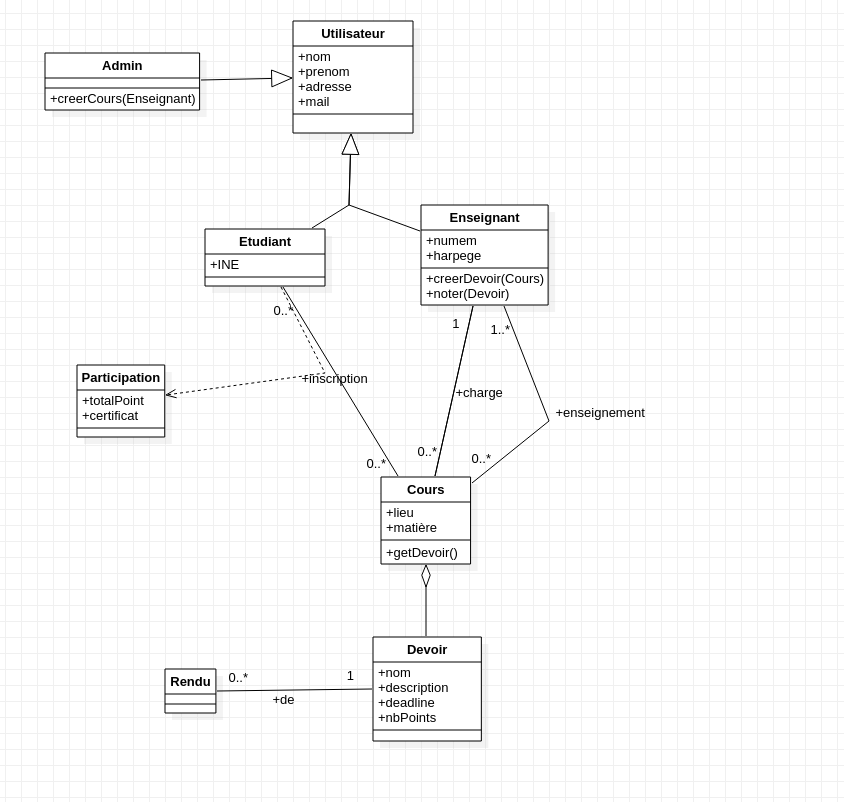 Utilisateur
+nom
+prenom
+adresse
+mail
Admin
+creerCours(Enseignant)
Etudiant
+INE
Enseignant
+numem
+harpege
+creerDevoir(Cours)
+noter(Devoir)
0..*
1
1..*
Participation
+totalPoint
+certificat
+inscription
+charge
+enseignement
0..*
0..*
0..*
Cours
+lieu
+matière
+getDevoir()
Devoir
+nom
+description
+deadline
+nbPoints
Rendu
0..*
1
+de